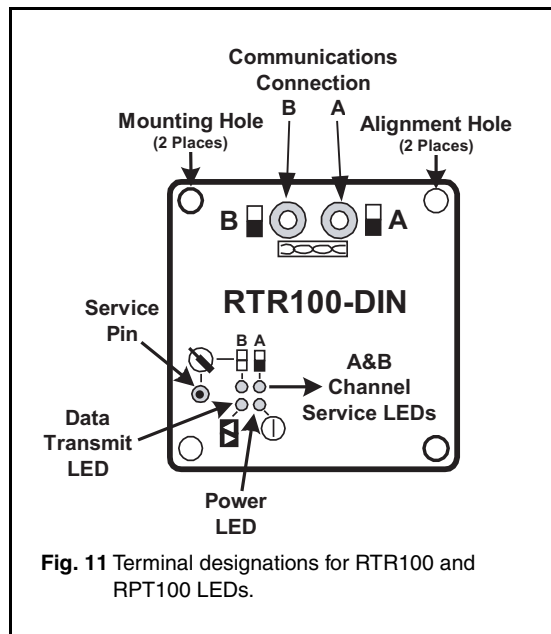 Communications
Connection
B A
Mounting Hole
(2 Places)
Alignment Hole
(2 Places)
B A
RTR100-DIN
Service
Pin
B A
A&B
Channel
Service LEDs
Data
Transmit
LED
Power
LED
Fig. 11 Terminal designations for RTR100 and
RPT100 LEDs.